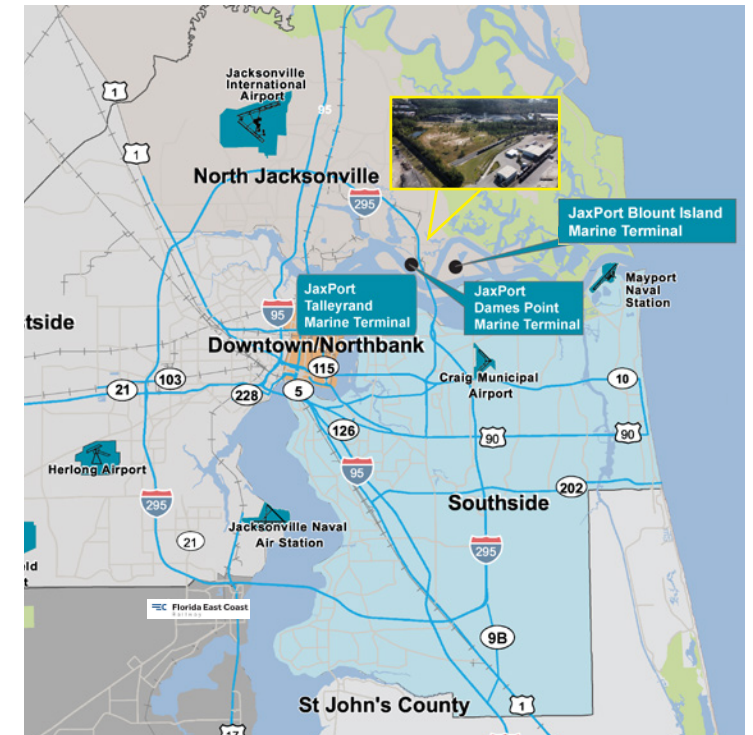 1
Jacksonville
International
Airport
95
1
North Jacksonville
295
JaxPort Blount Island
Marine Terminal
Mayport
Naval
Station
JaxPort
Talleyrand
Marine Terminal
JaxPort
Dames Point
Marine Terminal
95
tside
Downtown/Northbank
115
Craig Municipal
Airport
10
103
21
5
228
126
90
90
Herlong Airport
95
202
Southside
295
Jacksonville Naval
Air Station
21
295
ld
t
Florida East Coast
Railway
9B
St John's County
1
17